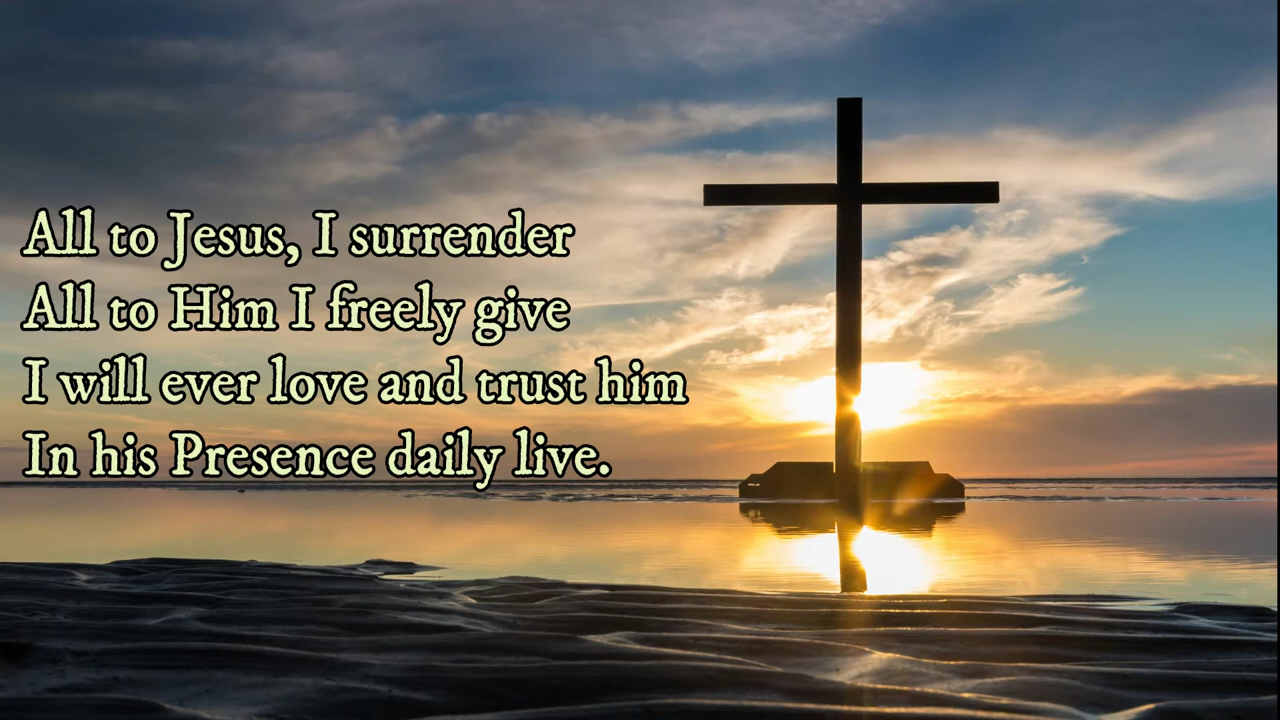 All to Jesus, I surrender
All to Him I freely give
I will ever love and trust him
In his Presence daily live.